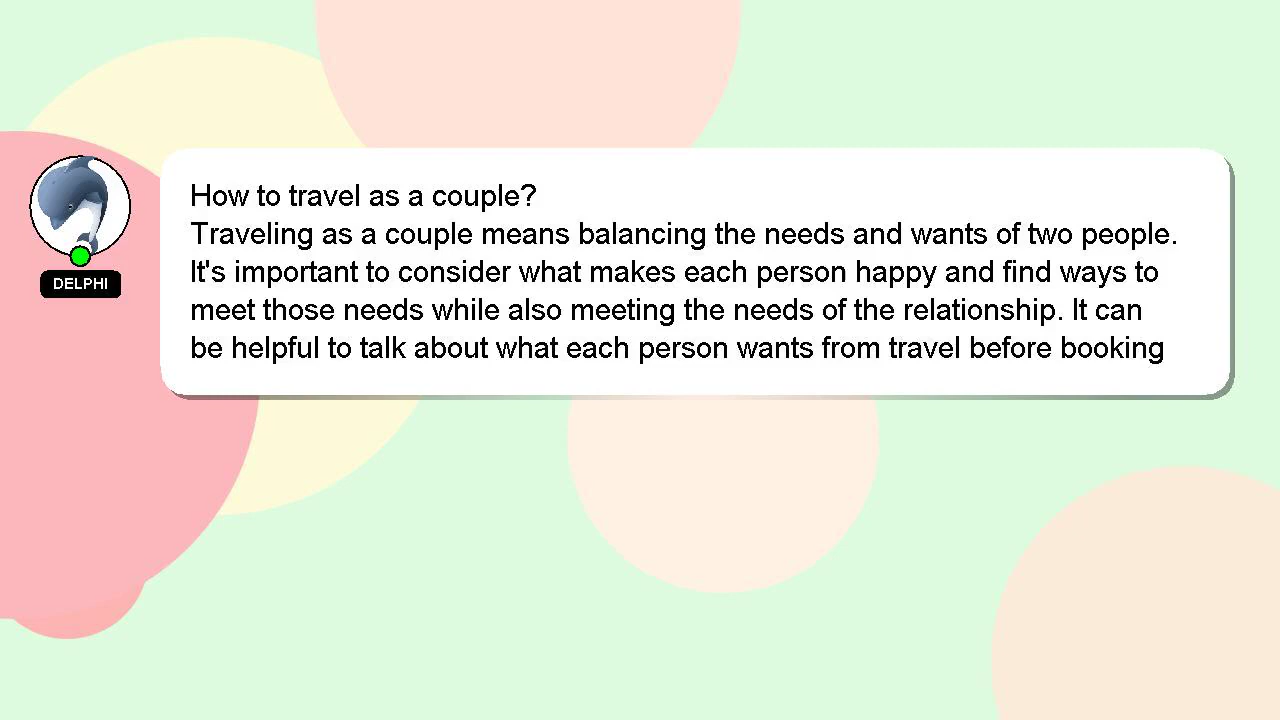 How to travel as a couple?
Traveling as a couple means balancing the needs and wants of two people.
It's important to consider what makes each person happy and find ways to
meet those needs while also meeting the needs of the relationship. It can
be helpful to talk about what each person wants from travel before booking
DELPHI